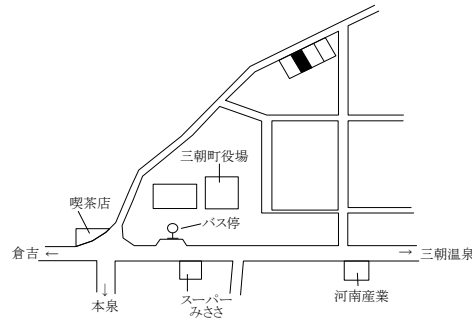 三朝町役場
喫茶店
バス停
倉吉 ←
→ 三朝温泉
↓
本泉
スーパー
みささ
河南産業